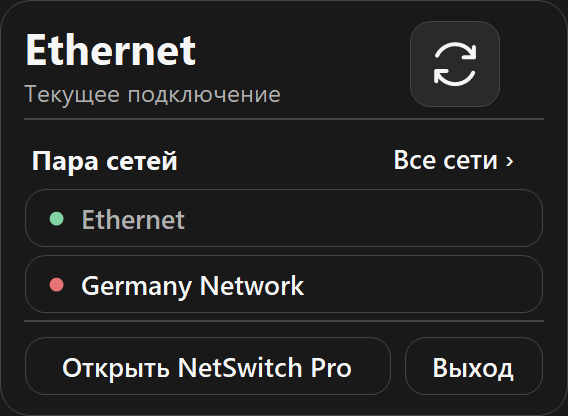 Ethernet
Текущее подключение
Пара сетей
Все сети ›
Ethernet
Germany Network
Открыть NetSwitch Pro
Выход